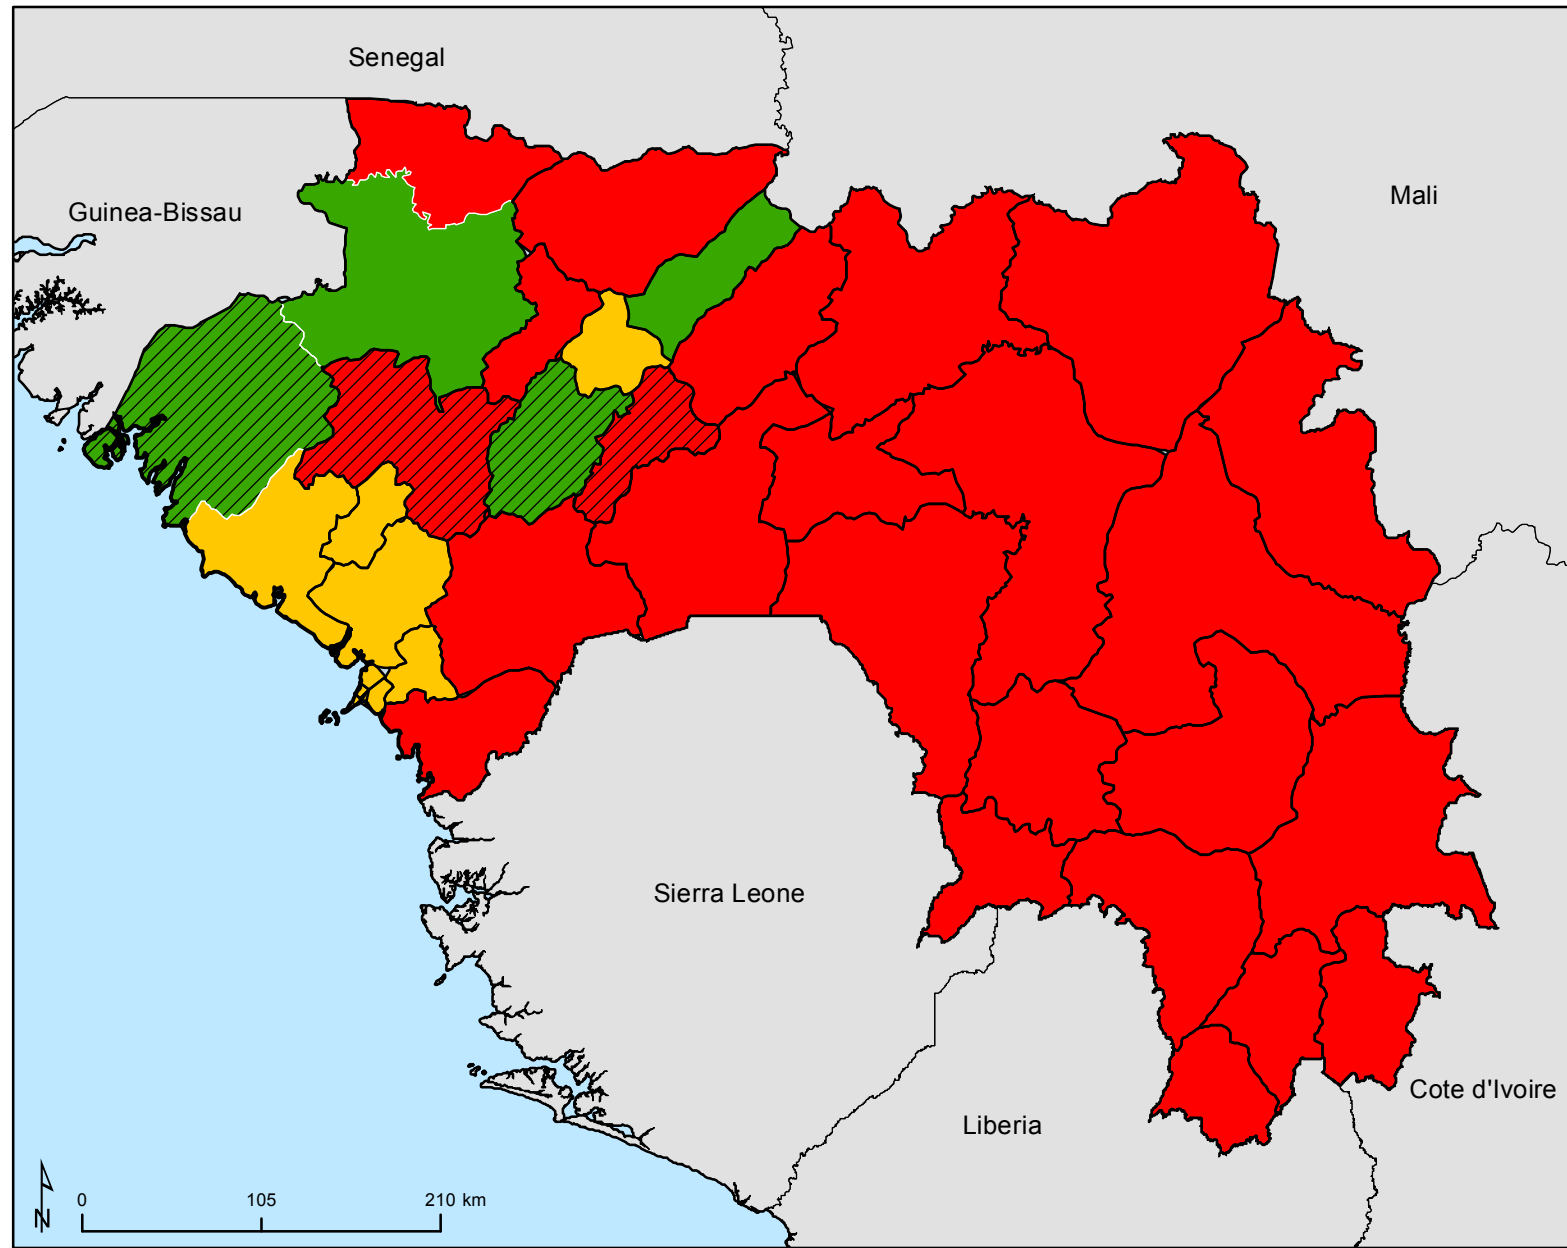 Senegal
Mali
Guinea-Bissau
Sierra Leone
Cote d'Ivoire
Liberia
N
0 105 210 km